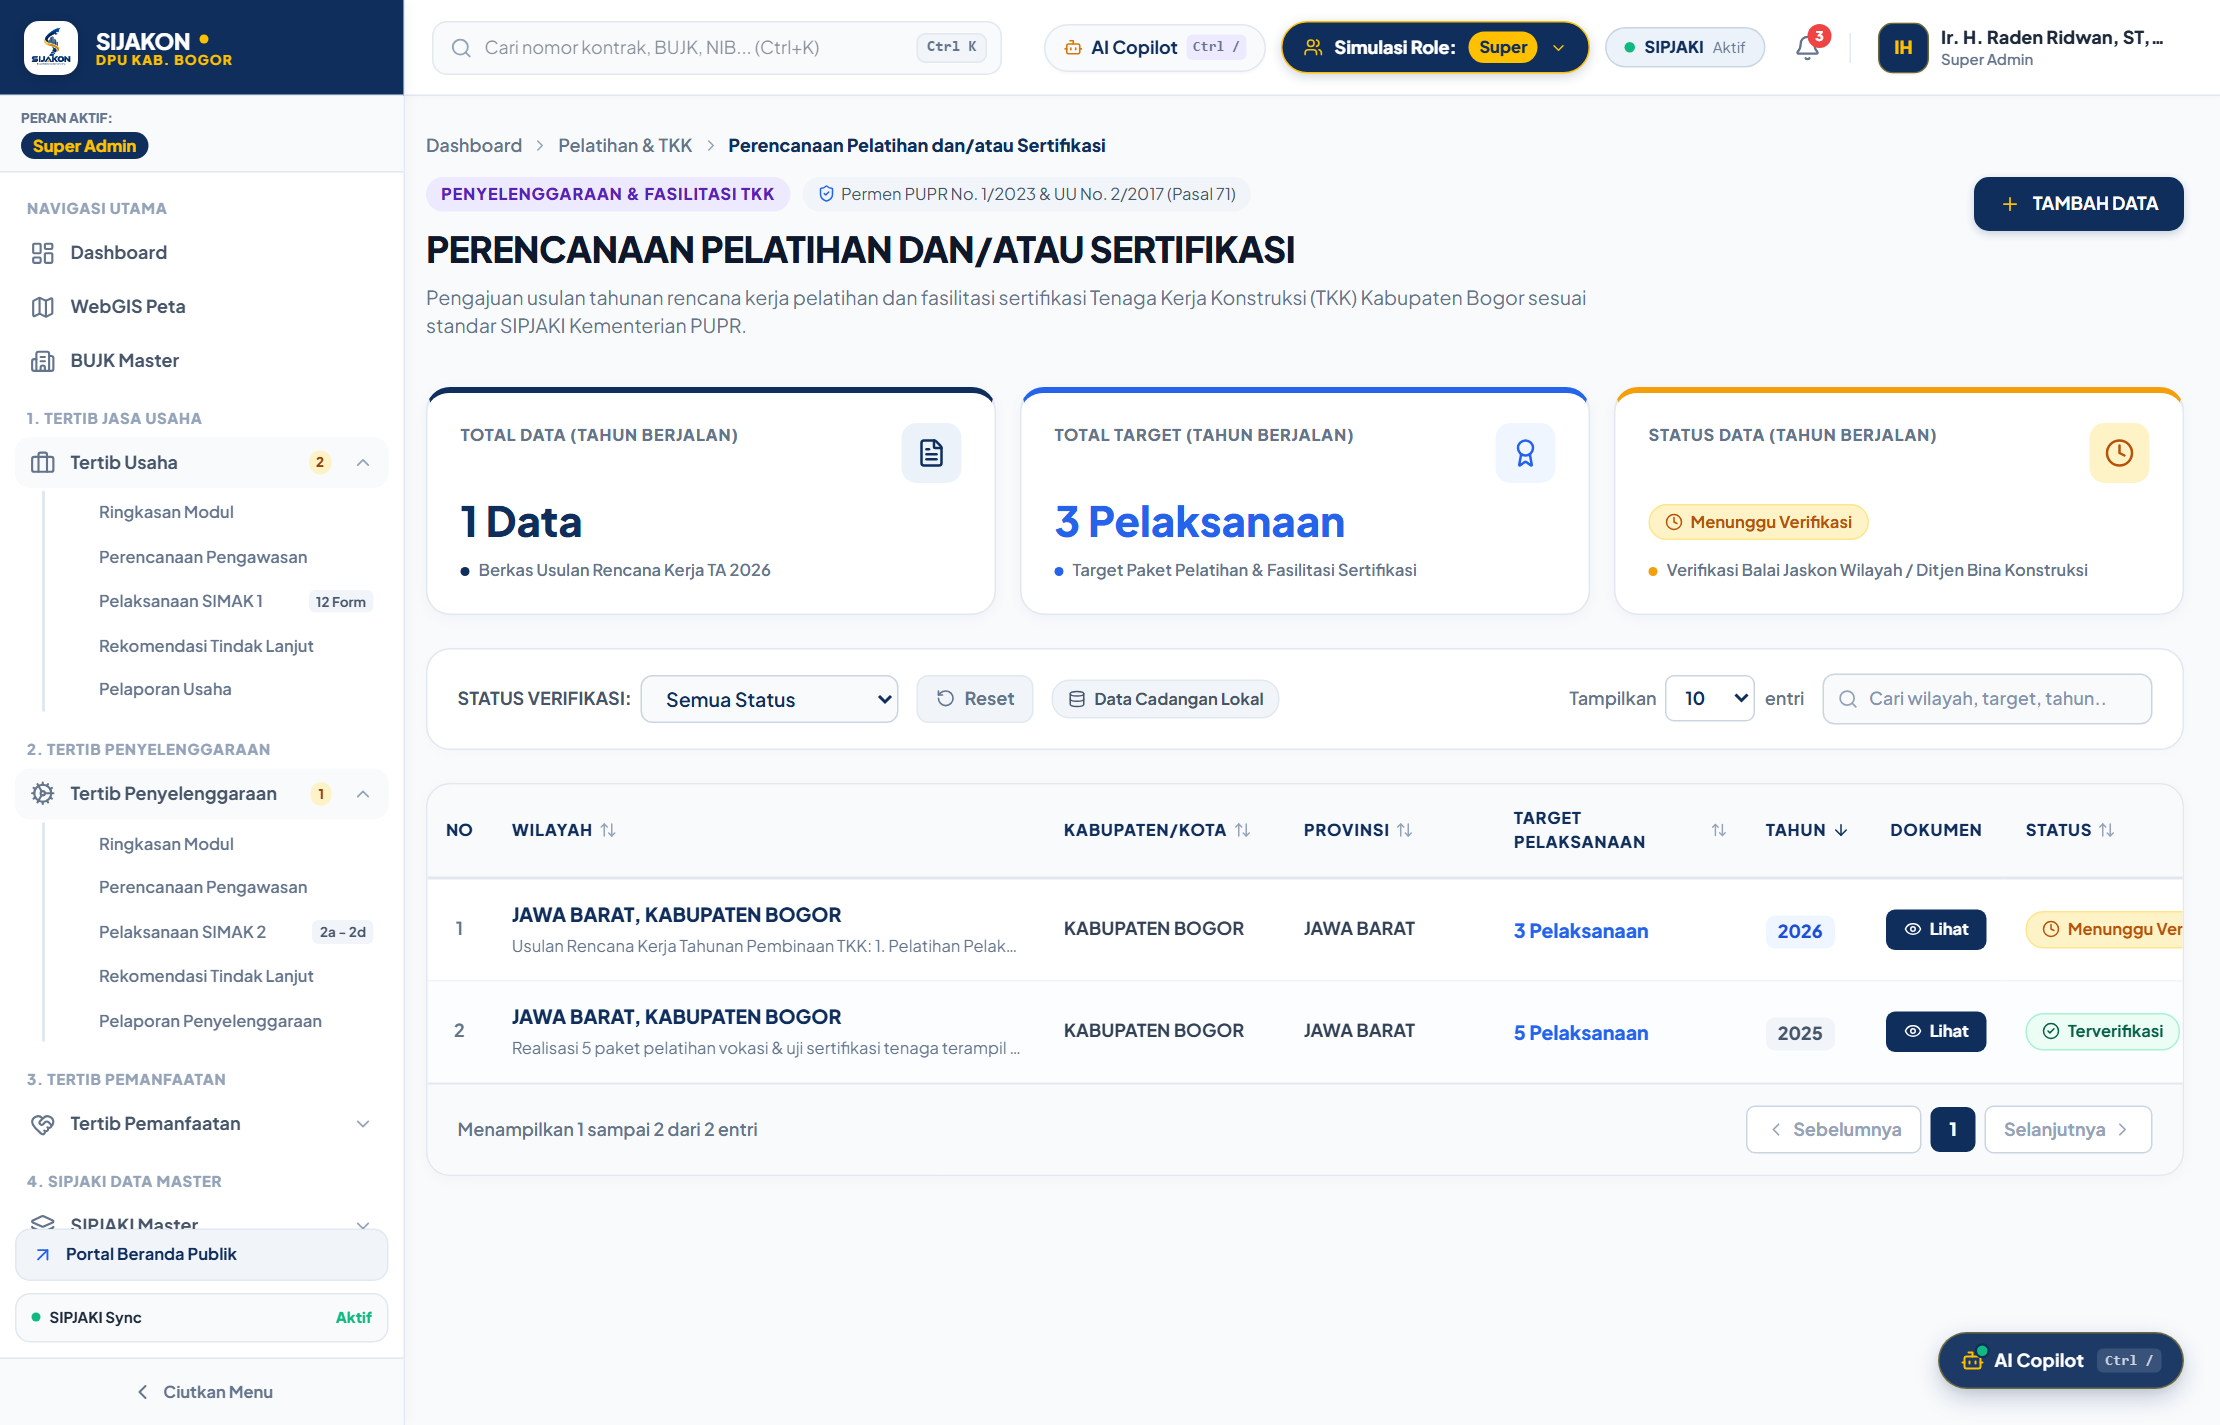 SIJAKON
SIJAKON
DPU KAB. BOGOR
Cari nomor kontrak, BUJK, NIB... (Ctrl+K)
Ctrl K
AI Copilot Ctrl /
Simulasi Role: Super
SIPJAKI Aktif
3
IH
Ir. H. Raden Ridwan, ST,...
Super Admin
PERAN AKTIF:
Super Admin
NAVIGASI UTAMA
Dashboard
WebGIS Peta
BUJK Master
1. TERTIB JASA USAHA
Tertib Usaha 2
Ringkasan Modul
Perencanaan Pengawasan
Pelaksanaan SIMAK 1 12 Form
Rekomendasi Tindak Lanjut
Pelaporan Usaha
2. TERTIB PENYELENGGARAAN
Tertib Penyelenggaraan 1
Ringkasan Modul
Perencanaan Pengawasan
Pelaksanaan SIMAK 2 2a - 2d
Rekomendasi Tindak Lanjut
Pelaporan Penyelenggaraan
3. TERTIB PEMANFAATAN
Tertib Pemanfaatan
4. SIPJAKI DATA MASTER
SIPJAKI Master
Portal Beranda Publik
SIPJAKI Sync Aktif
Ciutkan Menu
Dashboard > Pelatihan & TKK > Perencanaan Pelatihan dan/atau Sertifikasi
PENYELENGGARAAN & FASILITASI TKK
Permen PUPR No. 1/2023 & UU No. 2/2017 (Pasal 71)
+ TAMBAH DATA
PERENCANAAN PELATIHAN DAN/ATAU SERTIFIKASI
Pengajuan usulan tahunan rencana kerja pelatihan dan fasilitasi sertifikasi Tenaga Kerja Konstruksi (TKK) Kabupaten Bogor sesuai
standar SIPJAKI Kementerian PUPR.
TOTAL DATA (TAHUN BERJALAN)
1 Data
Berkas Usulan Rencana Kerja TA 2026
TOTAL TARGET (TAHUN BERJALAN)
3 Pelaksanaan
Target Paket Pelatihan & Fasilitasi Sertifikasi
STATUS DATA (TAHUN BERJALAN)
Menunggu Verifikasi
Verifikasi Balai Jaskon Wilayah / Ditjen Bina Konstruksi
STATUS VERIFIKASI: Semua Status Reset Data Cadangan Lokal
Tampilkan 10 entri Cari wilayah, target, tahun..
NO WILAYAH KABUPATEN/KOTA PROVINSI TARGET PELAKSANAAN TAHUN DOKUMEN STATUS
1 JAWA BARAT, KABUPATEN BOGOR KABUPATEN BOGOR JAWA BARAT 3 Pelaksanaan 2026 Lihat Menunggu Ver
Usulan Rencana Kerja Tahunan Pembinaan TKK: 1. Pelatihan Pelak...
2 JAWA BARAT, KABUPATEN BOGOR KABUPATEN BOGOR JAWA BARAT 5 Pelaksanaan 2025 Lihat Terverifikasi
Realisasi 5 paket pelatihan vokasi & uji sertifikasi tenaga terampil ...
Menampilkan 1 sampai 2 dari 2 entri
Sebelumnya 1 Selanjutnya
AI Copilot Ctrl /